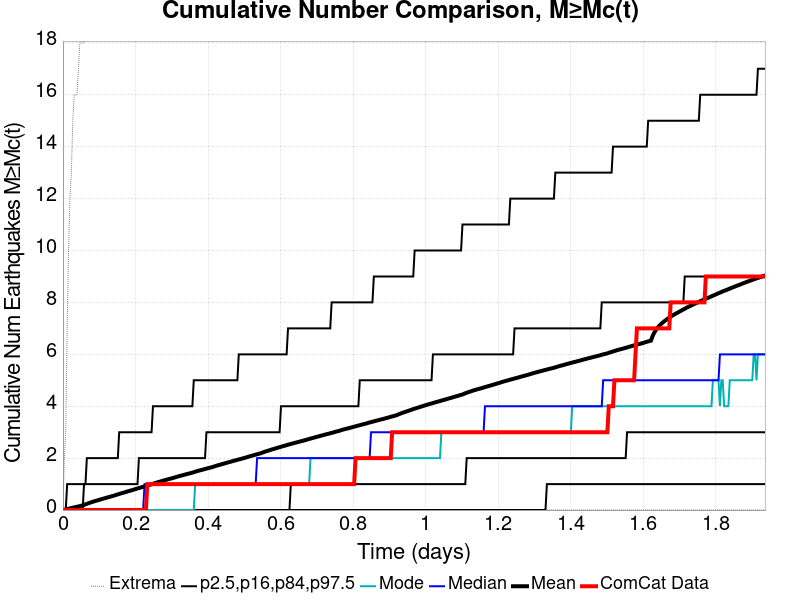 Cumulative Number Comparison, M≥Mc(t)
Cumulative Num Earthquakes M≥Mc(t)
18
16
14
12
10
8
6
4
2
0
0 0.2 0.4 0.6 0.8 1 1.2 1.4 1.6 1.8
Time (days)
Extrema p2.5,p16,p84,p97.5 Mode Median Mean ComCat Data